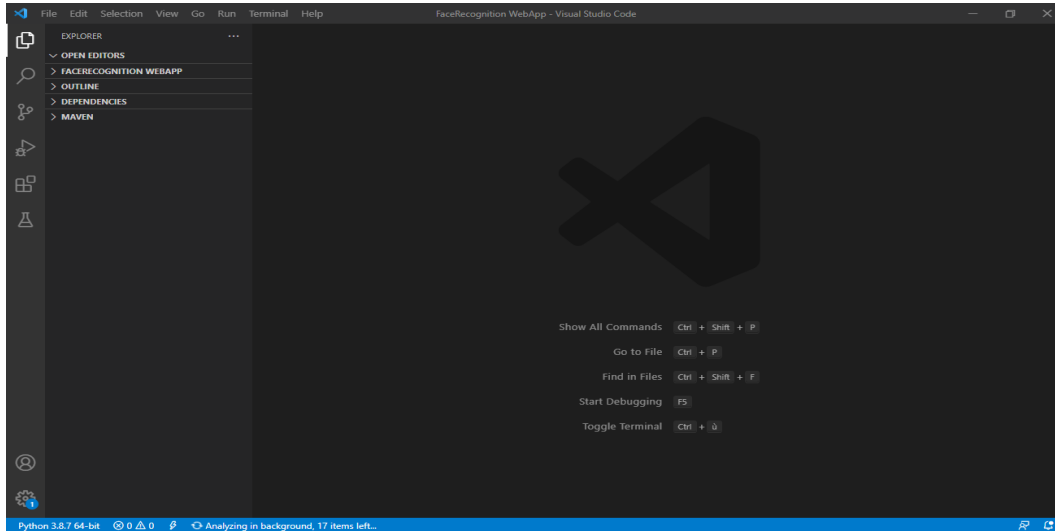 File Edit Selection View Go Run Terminal Help FaceRecognition WebApp - Visual Studio Code
EXPLORER
OPEN EDITORS
FACERECOGNITION WEBAPP
OUTLINE
DEPENDENCIES
MAVEN
Show All Commands Ctrl + Shift + P
Go to File Ctrl + P
Find in Files Ctrl + Shift + F
Start Debugging F5
Toggle Terminal Ctrl + ù
1
Python 3.8.7 64-bit 0 0 Analyzing in background, 17 items left...